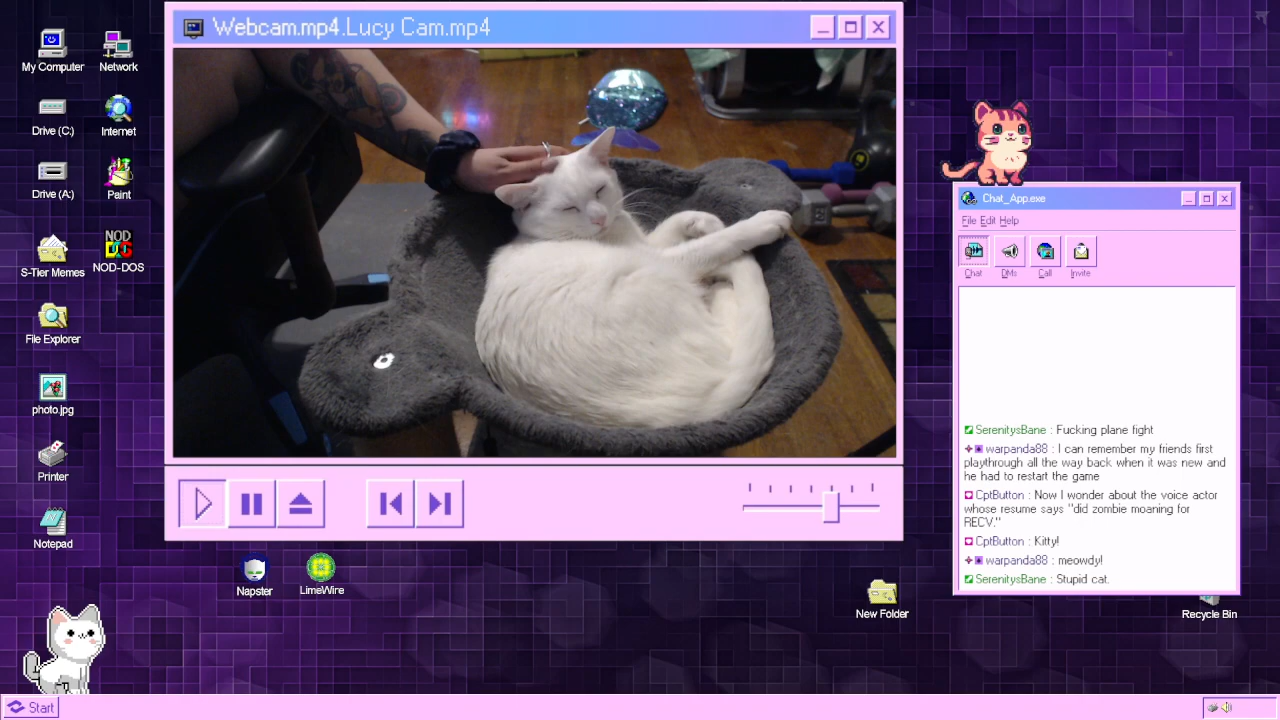 Webcam.mp4.Lucy Cam.mp4
My Computer
Network
Drive (C:)
Internet
Drive (A:)
Paint
S-Tier Memes
NOD
DOG
NOD-DOS
File Explorer
photo.jpg
Printer
Notepad
Napster
LimeWire
New Folder
Recycle Bin
Start
Chat_App.exe
File Edit Help
Chat
DMs
Call
Invite
SerenitysBane : Fucking plane fight
warpanda88 : I can remember my friends first
playthrough all the way back when it was new and
he had to restart the game
CptButton : Now I wonder about the voice actor
whose resume says "did zombie moaning for
RECV."
CptButton : Kitty!
warpanda88 : meowdy!
SerenitysBane : Stupid cat.